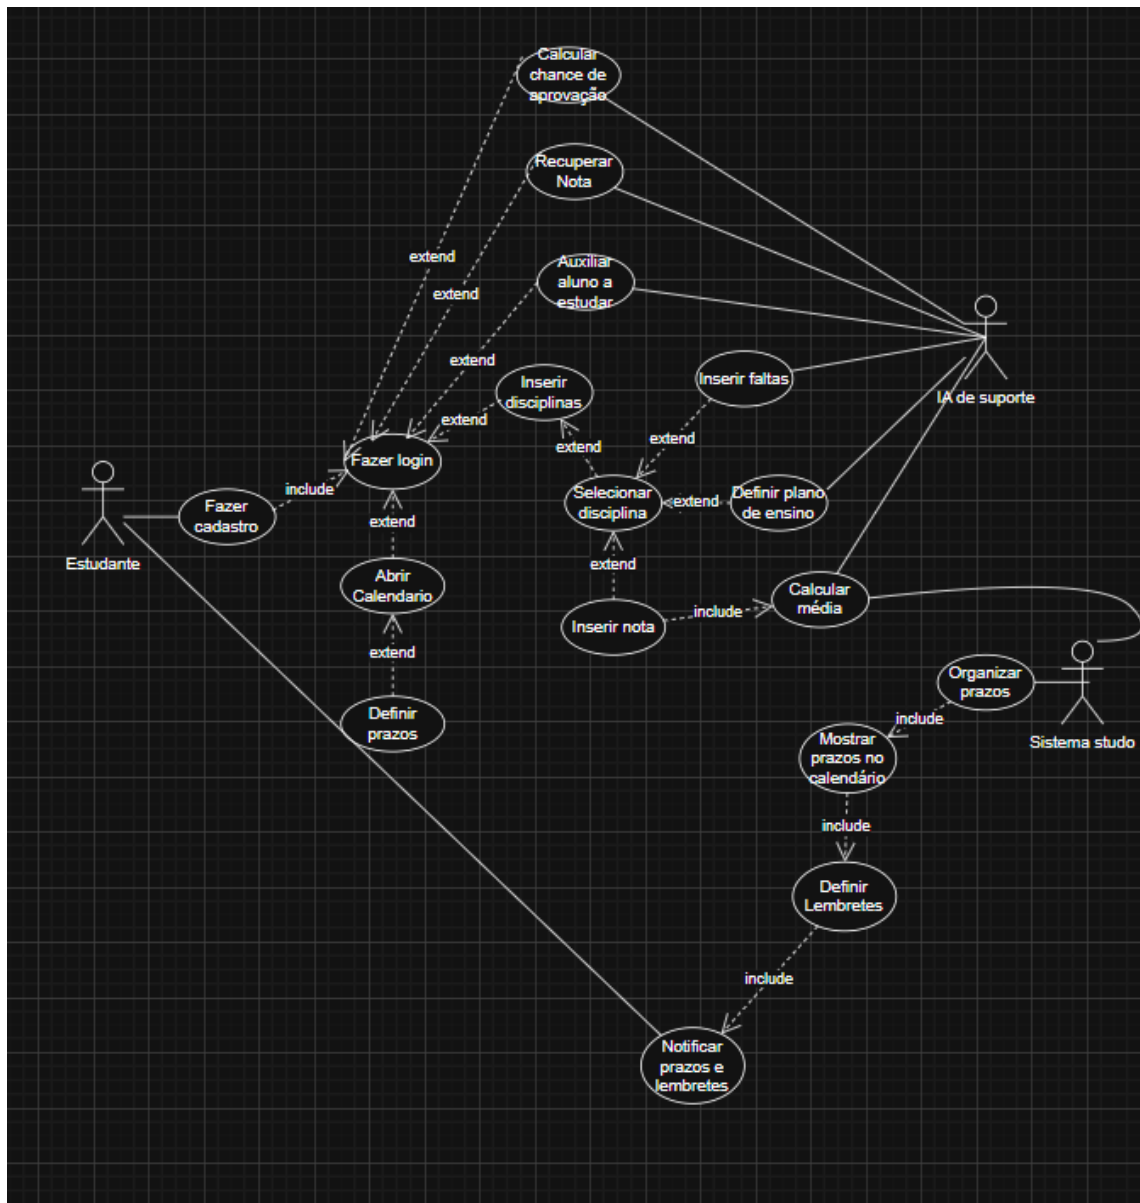 Calcular
chance de
aprovação
Recuperar
Nota
extend
extend
Auxiliar
aluno a
estudar
extend
Inserir
disciplinas
extend
Inserir faltas
IA de suporte
extend
extend
Fazer login
include
Fazer
cadastro
Estudante
Selecionar
disciplina
extend
Definir plano
de ensino
extend
extend
Abrir
Calendario
Calcular
média
include
Inserir nota
extend
Definir
prazos
Organizar
prazos
include
Sistema studo
Mostrar
prazos no
calendário
include
Definir
Lembretes
include
Notificar
prazos e
lembretes